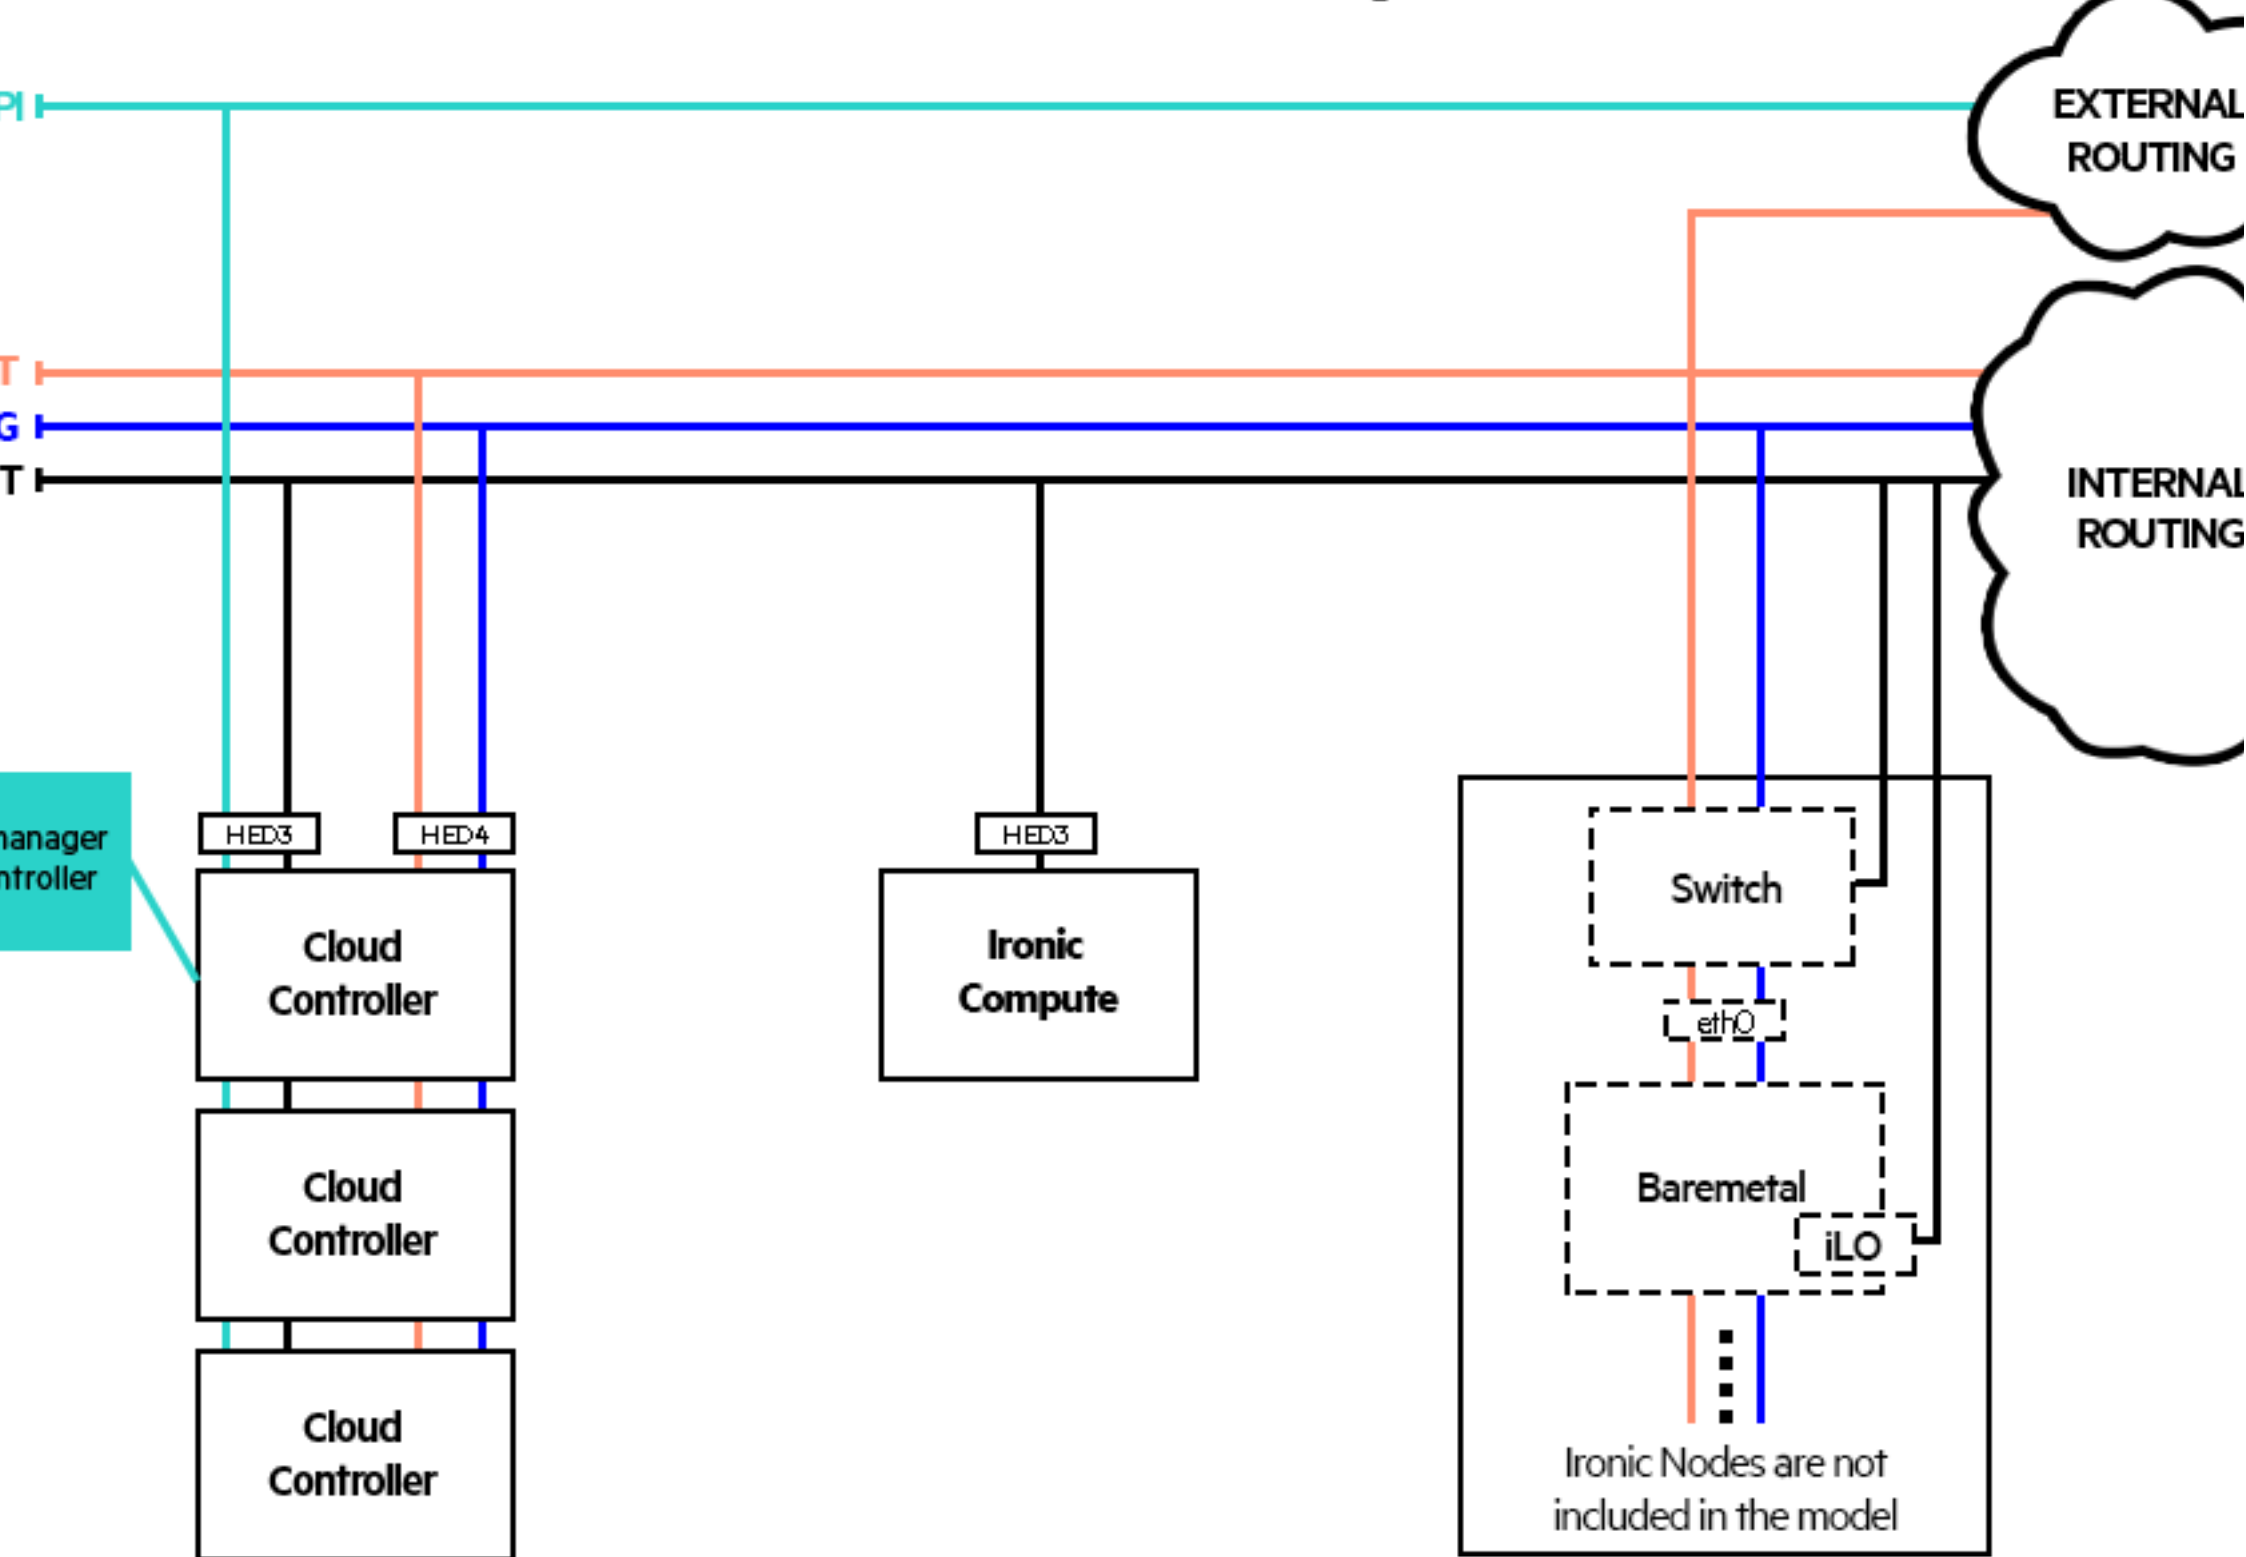 EXTERNAL
ROUTING
T
G
T
INTERNAL
ROUTING
HED3
HED4
HED3
Cloud
Controller
Ironic
Compute
Switch
eth0
Cloud
Controller
Baremetal
iLO
Cloud
Controller
Ironic Nodes are not
included in the model